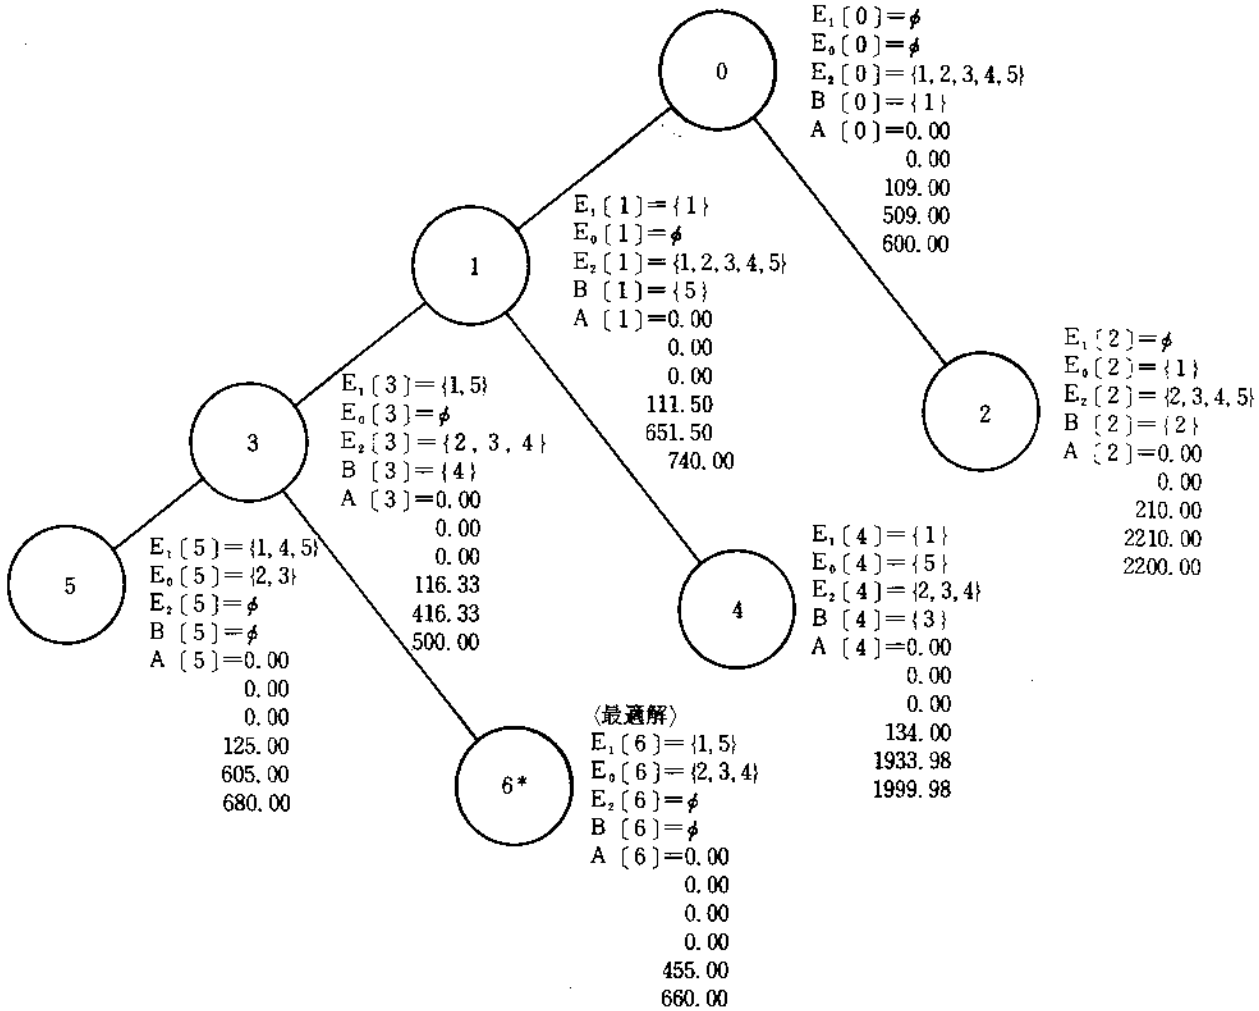 0
E₁〔0〕=φ
E₀〔0〕=φ
E₂〔0〕={1,2,3,4,5}
B〔0〕={1}
A〔0〕=0.00
0.00
109.00
509.00
600.00
1
E₁〔1〕={1}
E₀〔1〕=φ
E₂〔1〕={1,2,3,4,5}
B〔1〕={5}
A〔1〕=0.00
0.00
0.00
111.50
651.50
740.00
2
E₁〔2〕=φ
E₀〔2〕={1}
E₂〔2〕={2,3,4,5}
B〔2〕={2}
A〔2〕=0.00
0.00
210.00
2210.00
2200.00
3
E₁〔3〕={1,5}
E₀〔3〕=φ
E₂〔3〕={2,3,4}
B〔3〕={4}
A〔3〕=0.00
0.00
0.00
116.33
416.33
500.00
4
E₁〔4〕={1}
E₀〔4〕={5}
E₂〔4〕={2,3,4}
B〔4〕={3}
A〔4〕=0.00
0.00
0.00
134.00
1933.98
1999.98
5
E₁〔5〕={1,4,5}
E₀〔5〕={2,3}
E₂〔5〕=φ
B〔5〕=φ
A〔5〕=0.00
0.00
0.00
125.00
605.00
680.00
6*
〈最適解〉
E₁〔6〕={1,5}
E₀〔6〕={2,3,4}
E₂〔6〕=φ
B〔6〕=φ
A〔6〕=0.00
0.00
0.00
0.00
455.00
660.00